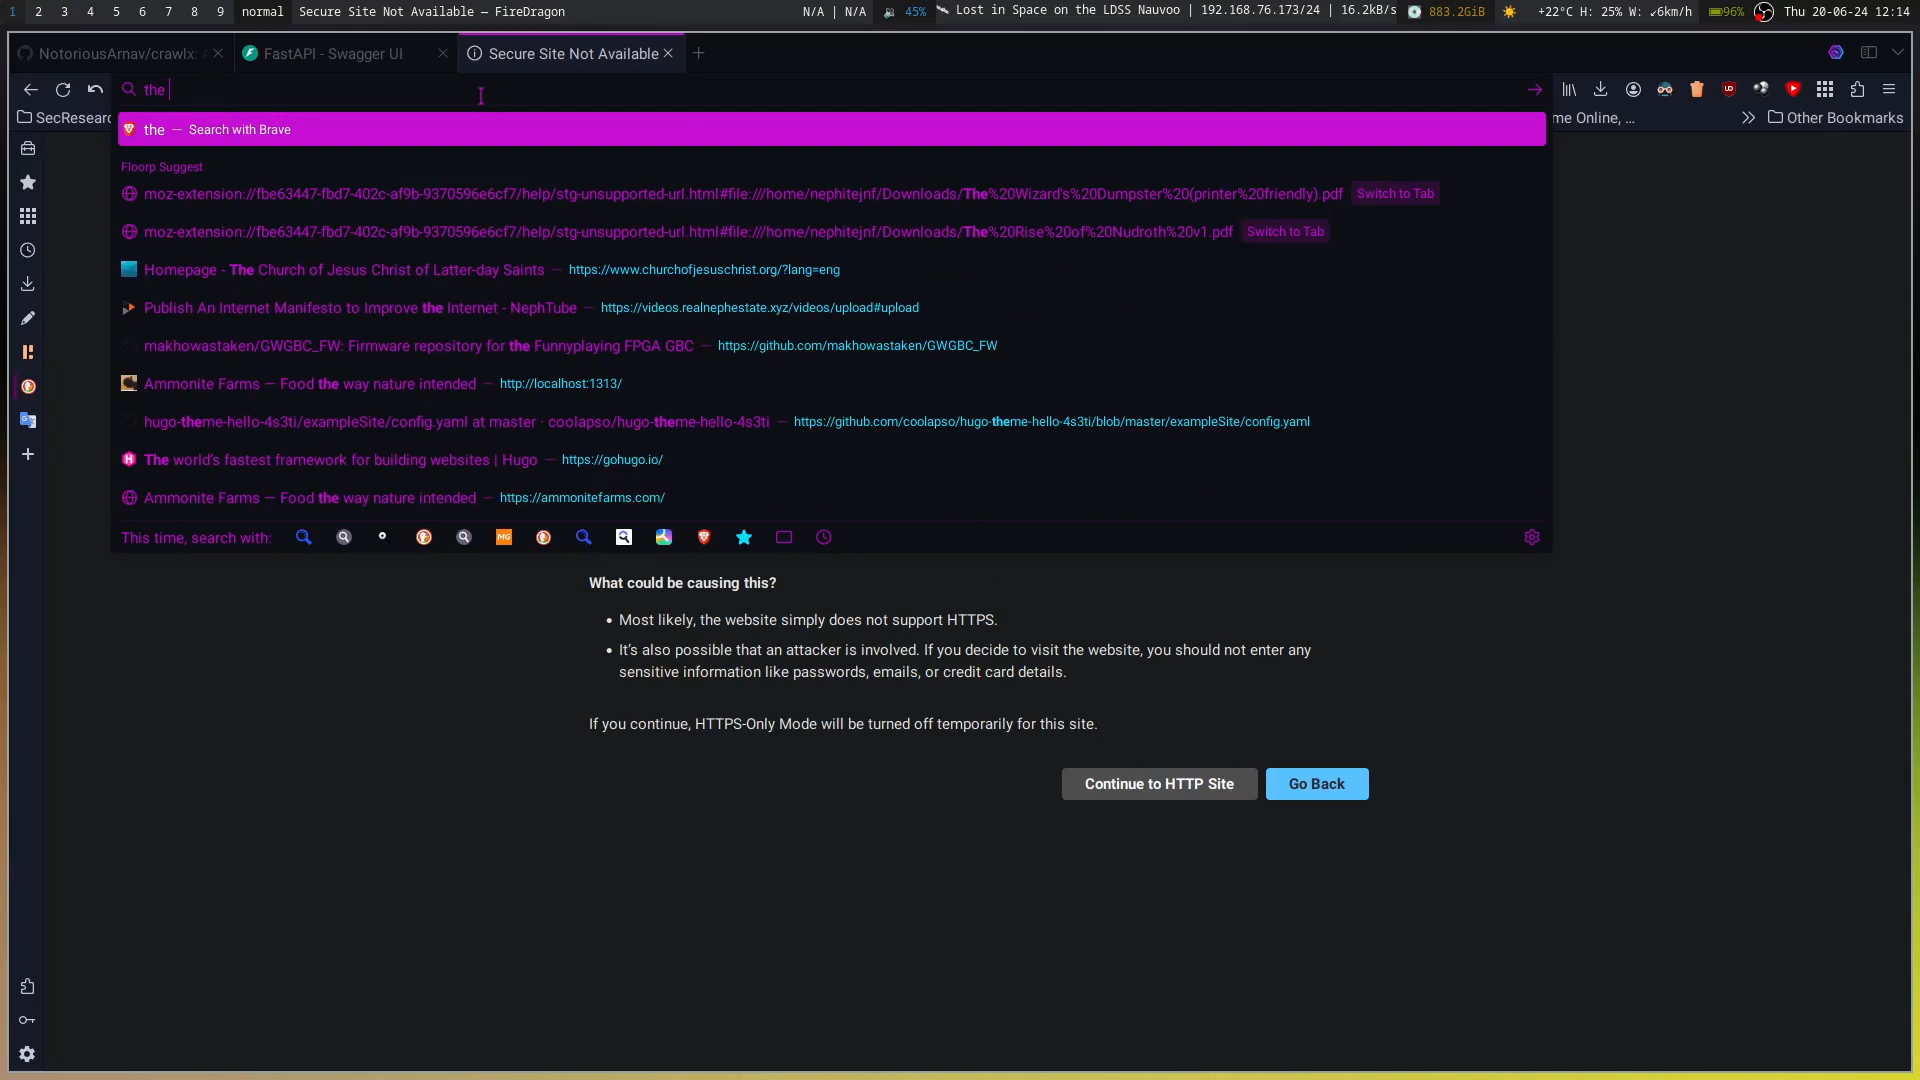 1 2 3 4 5 6 7 8 9 normal Secure Site Not Available — FireDragon N/A | N/A 45% Lost in Space on the LDSS Nauvoo | 192.168.76.173/24 | 16.2kB/s 883.2GiB +22°C H: 25% W: ↙6km/h 96% Thu 20-06-24 12:14
NotoriousArnav/crawlx: FastAPI - Swagger UI Secure Site Not Available
the
SecResearc me Online, ... Other Bookmarks
the — Search with Brave
Floorp Suggest
moz-extension://fbe63447-fbd7-402c-af9b-9370596e6cf7/help/stg-unsupported-url.html#file:///home/nephitejnf/Downloads/The%20Wizard's%20Dumpster%20(printer%20friendly).pdf Switch to Tab
moz-extension://fbe63447-fbd7-402c-af9b-9370596e6cf7/help/stg-unsupported-url.html#file:///home/nephitejnf/Downloads/The%20Rise%20of%20Nudroth%20v1.pdf Switch to Tab
Homepage - The Church of Jesus Christ of Latter-day Saints — https://www.churchofjesuschrist.org/?lang=eng
Publish An Internet Manifesto to Improve the Internet - NephTube — https://videos.realnephestate.xyz/videos/upload#upload
makhowastaken/GWGBC_FW: Firmware repository for the Funnyplaying FPGA GBC — https://github.com/makhowastaken/GWGBC_FW
Ammonite Farms — Food the way nature intended — http://localhost:1313/
hugo-theme-hello-4s3ti/exampleSite/config.yaml at master · coolapso/hugo-theme-hello-4s3ti — https://github.com/coolapso/hugo-theme-hello-4s3ti/blob/master/exampleSite/config.yaml
The world's fastest framework for building websites | Hugo — https://gohugo.io/
Ammonite Farms — Food the way nature intended — https://ammonitefarms.com/
This time, search with: MG
What could be causing this?
• Most likely, the website simply does not support HTTPS.
• It's also possible that an attacker is involved. If you decide to visit the website, you should not enter any
sensitive information like passwords, emails, or credit card details.
If you continue, HTTPS-Only Mode will be turned off temporarily for this site.
Continue to HTTP Site Go Back